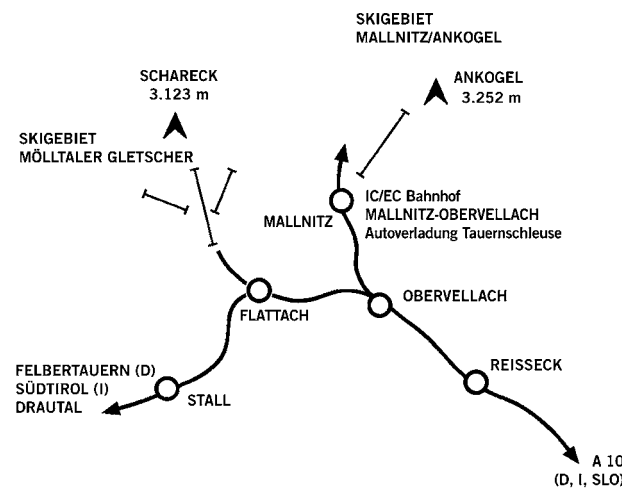 SKIGEBIET
MALLNITZ/ANKOGEL
SCHARECK
3.123 m
ANKOGEL
3.252 m
SKIGEBIET
MÖLLTALER GLETSCHER
IC/EC Bahnhof
MALLNITZ-OBERVELLACH
Autoverladung Tauernschleuse
MALLNITZ
OBERVELLACH
FLATTACH
REISSECK
FELBERTAUERN (D)
SÜDTIROL (I)
DRAUTAL
STALL
A 10
(D, I, SLO)